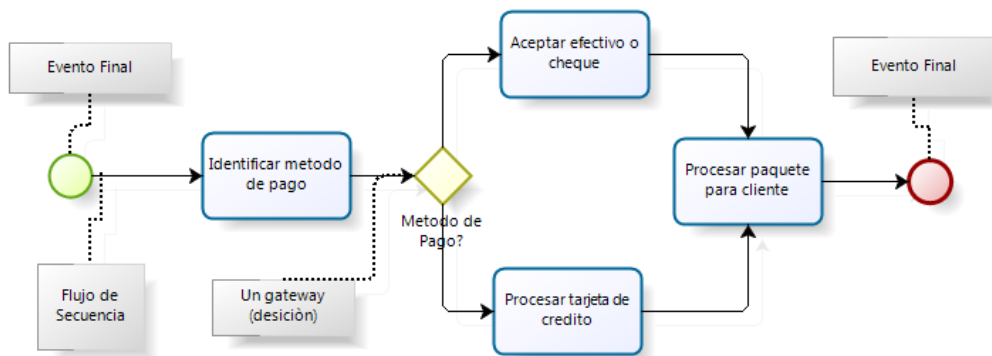 Evento Final
Identificar metodo
de pago
Flujo de
Secuencia
Un gateway
(desiciòn)
Metodo de
Pago?
Aceptar efectivo o
cheque
Procesar tarjeta de
credito
Procesar paquete
para cliente
Evento Final